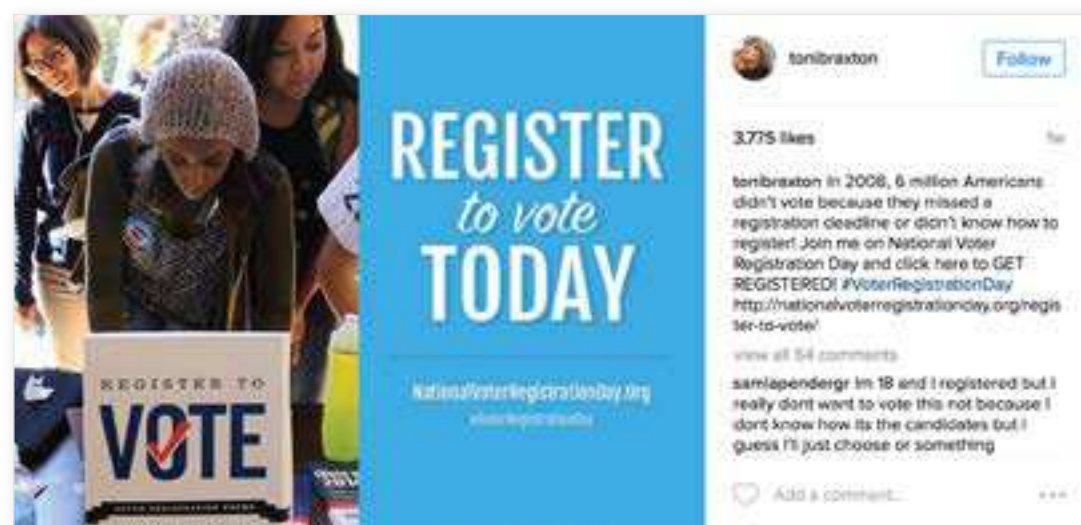 REGISTER TO
VOTE
REGISTER
to vote
TODAY
NationalVoterRegistrationDay.Org
#VoterRegistrationDay
tonibraxton
Follow
3,775 likes
tonibraxton In 2008, 6 million Americans
didn't vote because they missed a
registration deadline or didn't know how to
register! Join me on National Voter
Registration Day and click here to GET
REGISTERED! #VoterRegistrationDay
http://nationalvoterregistrationday.org/regis
ter-to-vote/
view all 54 comments
samiapendergr Im 18 and I registered but I
really dont want to vote this not because I
dont know how its the candidates but I
guess I'll just choose or something
Add a comment...